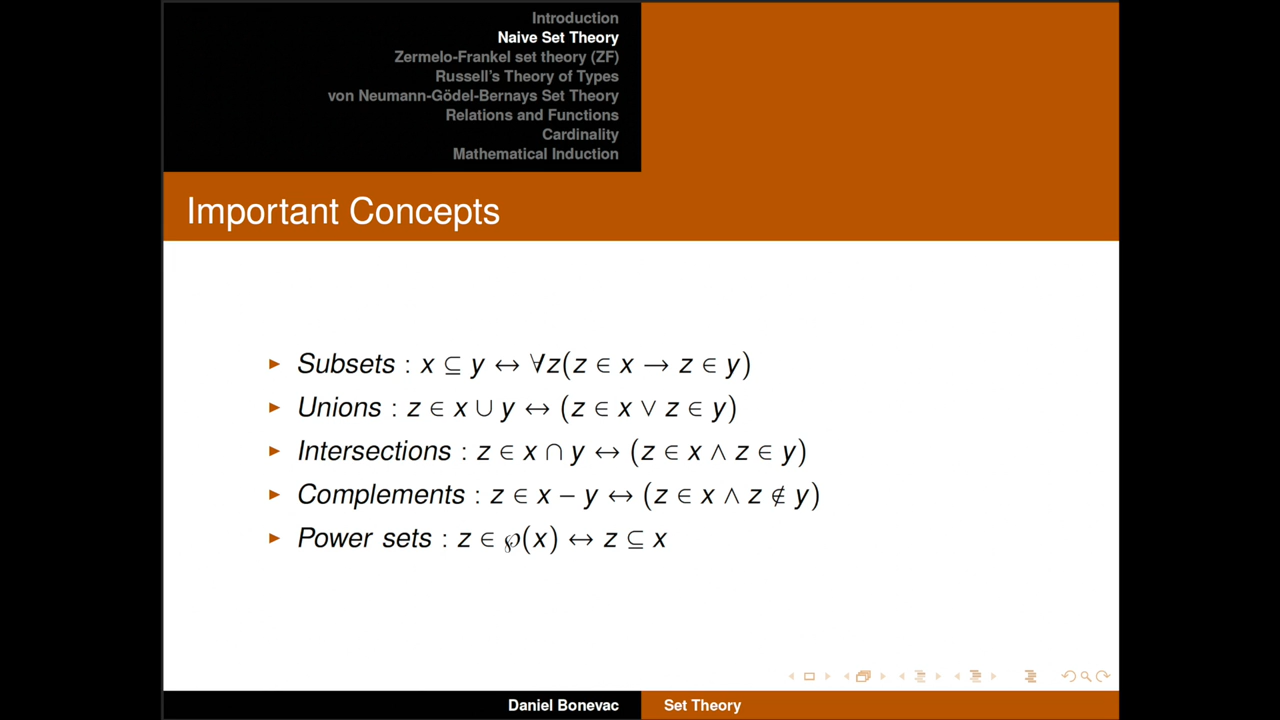 Introduction
Naive Set Theory
Zermelo-Frankel set theory (ZF)
Russell's Theory of Types
von Neumann-Gödel-Bernays Set Theory
Relations and Functions
Cardinality
Mathematical Induction
Important Concepts
Subsets : x ⊆ y ↔ ∀z(z ∈ x → z ∈ y)
Unions : z ∈ x ∪ y ↔ (z ∈ x ∨ z ∈ y)
Intersections : z ∈ x ∩ y ↔ (z ∈ x ∧ z ∈ y)
Complements : z ∈ x − y ↔ (z ∈ x ∧ z ∉ y)
Power sets : z ∈ ℘(x) ↔ z ⊆ x
Daniel Bonevac
Set Theory